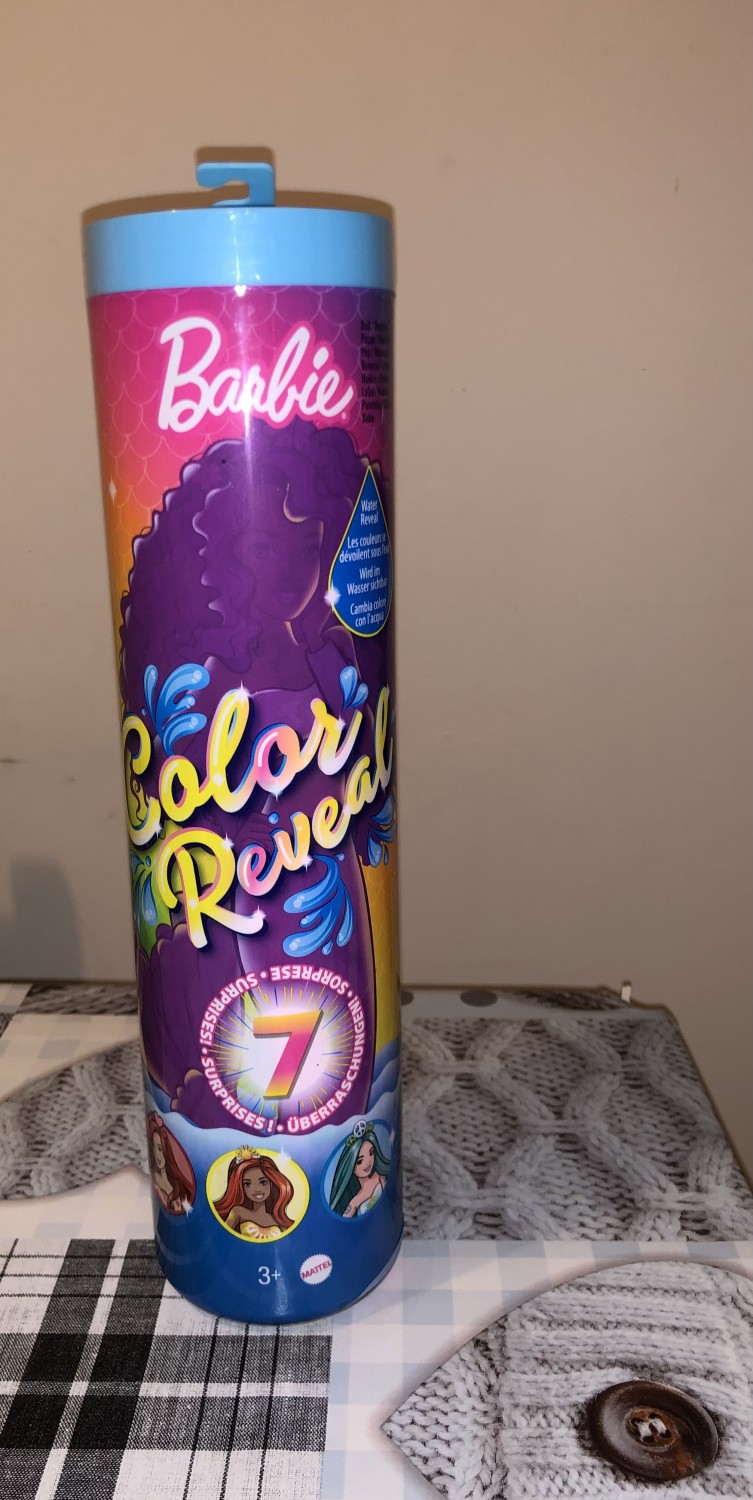 Barbie
Water
Reveal
Les couleurs se
dévoilent sous l'eau
Wird im
Wasser sichtbar
Cambia colore
con l'acqua
Color
Reveal
7
SURPRISES! • SURPRISES ! • ÜBERRASCHUNGEN! • SORPRESE •
3+
MATTEL